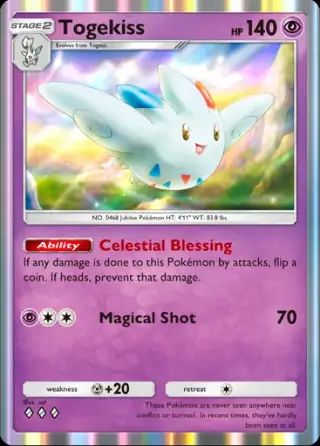 STAGE 2
Togekiss
HP 140
Evolves from Togetic
NO. 0468 Jubilee Pokémon HT: 4'11" WT: 83.8 lbs.
Ability Celestial Blessing
If any damage is done to this Pokémon by attacks, flip a
coin. If heads, prevent that damage.
Magical Shot 70
weakness +20 retreat
Illus.
These Pokémon are never seen anywhere near
conflict or turmoil. In recent times, they've hardly
been seen at all.